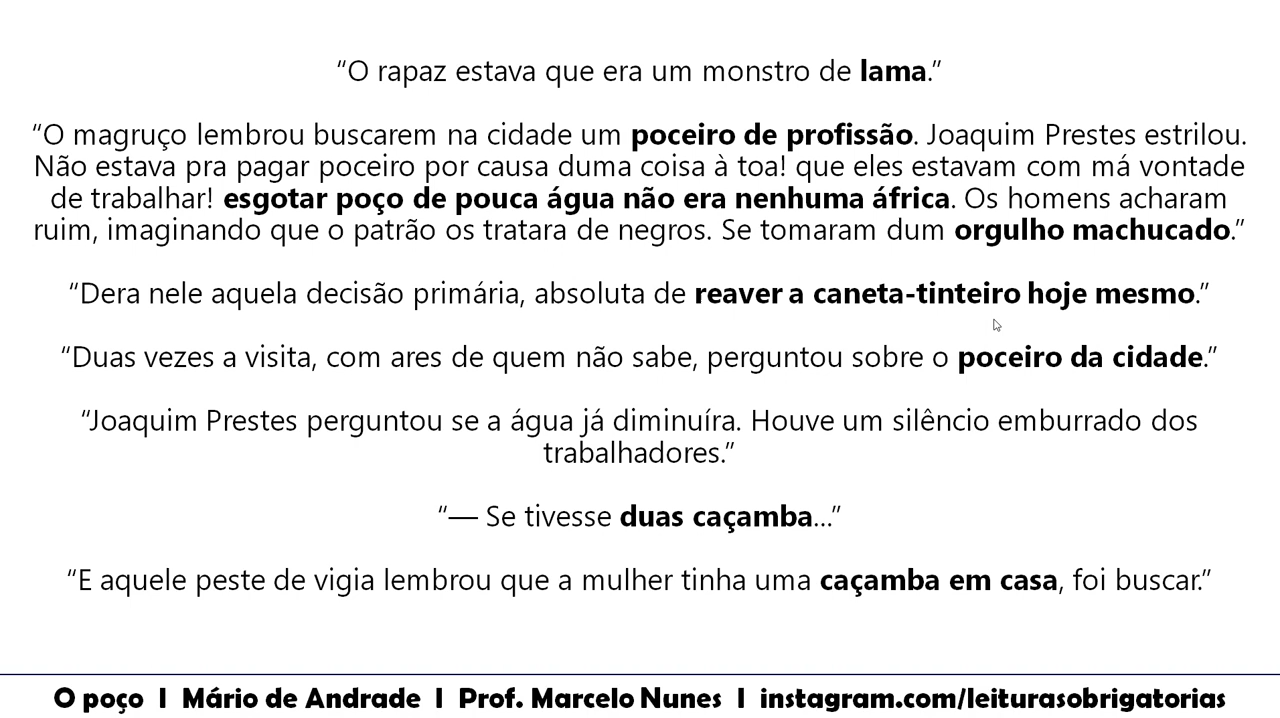 “O rapaz estava que era um monstro de lama.”
“O magruço lembrou buscarem na cidade um poceiro de profissão. Joaquim Prestes estrilou.
Não estava pra pagar poceiro por causa duma coisa à toa! que eles estavam com má vontade
de trabalhar! esgotar poço de pouca água não era nenhuma áfrica. Os homens acharam
ruim, imaginando que o patrão os tratara de negros. Se tomaram dum orgulho machucado.”
“Dera nele aquela decisão primária, absoluta de reaver a caneta-tinteiro hoje mesmo.”
“Duas vezes a visita, com ares de quem não sabe, perguntou sobre o poceiro da cidade.”
“Joaquim Prestes perguntou se a água já diminuíra. Houve um silêncio emburrado dos
trabalhadores.”
“— Se tivesse duas caçamba...”
“E aquele peste de vigia lembrou que a mulher tinha uma caçamba em casa, foi buscar.”
O poço I Mário de Andrade I Prof. Marcelo Nunes I instagram.com/leiturasobrigatorias